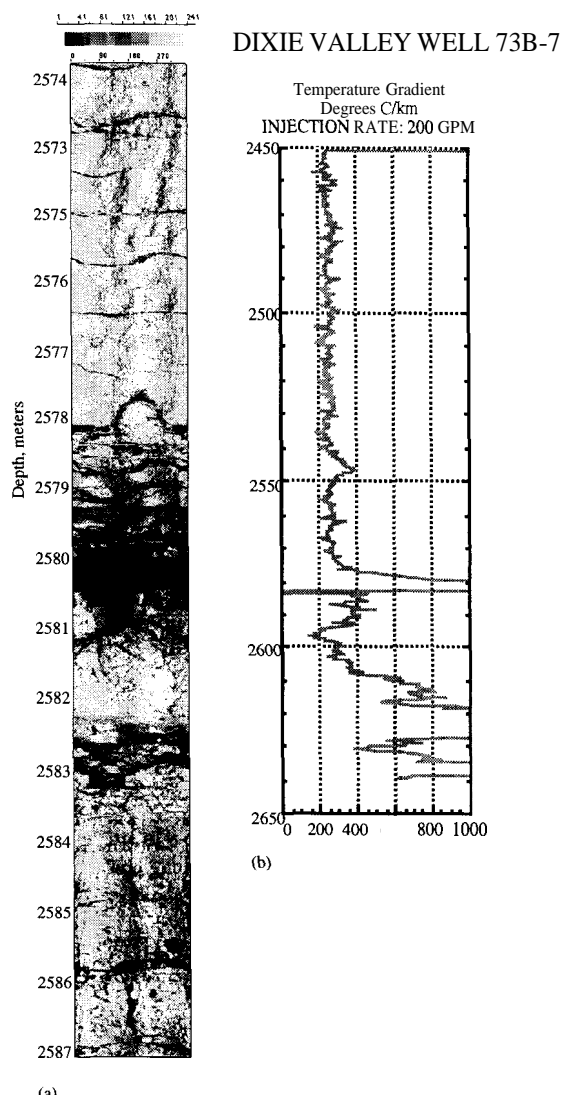 1 41 81 121 161 201 241
0 90 180 270
DIXIE VALLEY WELL 73B-7
Depth, meters
2574
2573
2575
2576
2577
2578
2579
2580
2581
2582
2583
2584
2585
2586
2587
(a)
Temperature Gradient
Degrees C/km
INJECTION RATE: 200 GPM
2450
2500
2550
2600
2650
0 200 400 800 1000
(b)